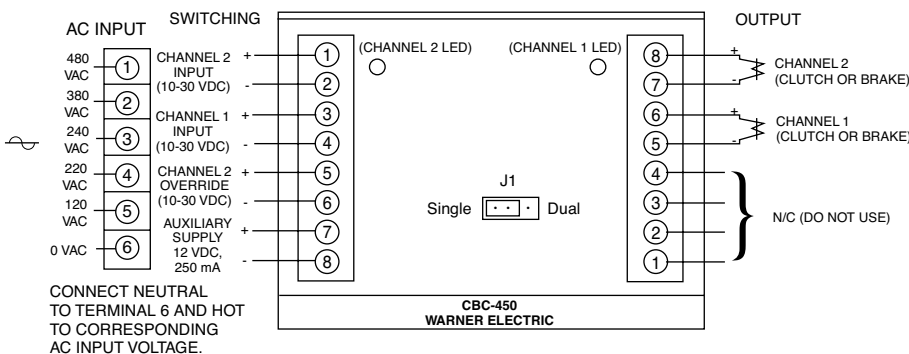 AC INPUT
480
VAC
1
380
VAC
2
240
VAC
3
220
VAC
4
120
VAC
5
0 VAC
6
CONNECT NEUTRAL
TO TERMINAL 6 AND HOT
TO CORRESPONDING
AC INPUT VOLTAGE.
SWITCHING
CHANNEL 2
INPUT
(10-30 VDC)
+
-
CHANNEL 1
INPUT
(10-30 VDC)
+
-
CHANNEL 2
OVERRIDE
(10-30 VDC)
+
-
AUXILIARY
SUPPLY
12 VDC,
250 mA
+
-
1
2
3
4
5
6
7
8
(CHANNEL 2 LED)
(CHANNEL 1 LED)
J1
Single
Dual
CBC-450
WARNER ELECTRIC
OUTPUT
8
7
6
5
4
3
2
1
+
-
CHANNEL 2
(CLUTCH OR BRAKE)
+
-
CHANNEL 1
(CLUTCH OR BRAKE)
N/C (DO NOT USE)